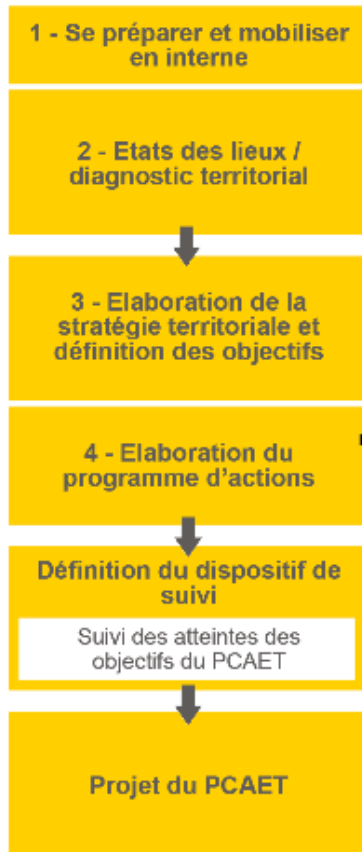 1 - Se préparer et mobiliser
en interne
2 - Etats des lieux /
diagnostic territorial
3 - Elaboration de la
stratégie territoriale et
définition des objectifs
4 - Elaboration du
programme d'actions
Définition du dispositif de
suivi
Suivi des atteintes des
objectifs du PCAET
Projet du PCAET